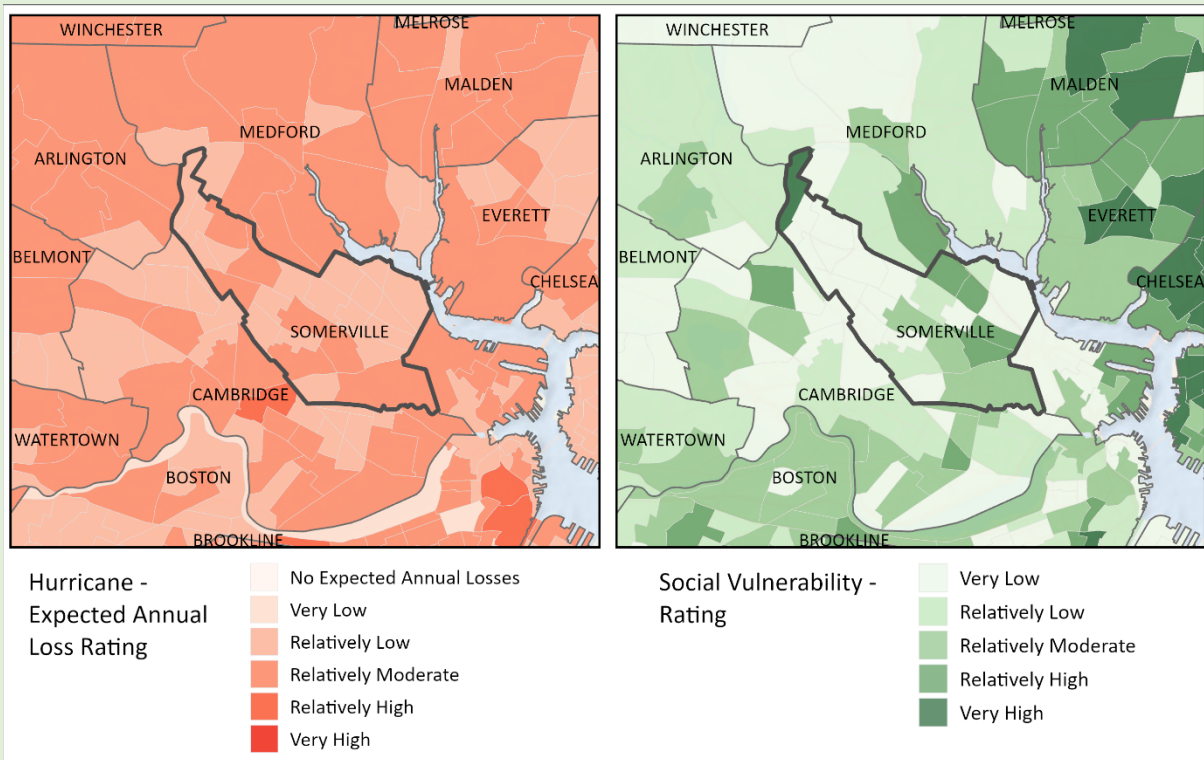 WINCHESTER
MELROSE
MALDEN
MEDFORD
ARLINGTON
EVERETT
BELMONT
CHELSEA
SOMERVILLE
CAMBRIDGE
WATERTOWN
BOSTON
BROOKLINE
WINCHESTER
MELROSE
MALDEN
MEDFORD
ARLINGTON
EVERETT
BELMONT
CHELSEA
SOMERVILLE
CAMBRIDGE
WATERTOWN
BOSTON
BROOKLINE
Hurricane -
Expected Annual
Loss Rating
No Expected Annual Losses
Very Low
Relatively Low
Relatively Moderate
Relatively High
Very High
Social Vulnerability -
Rating
Very Low
Relatively Low
Relatively Moderate
Relatively High
Very High